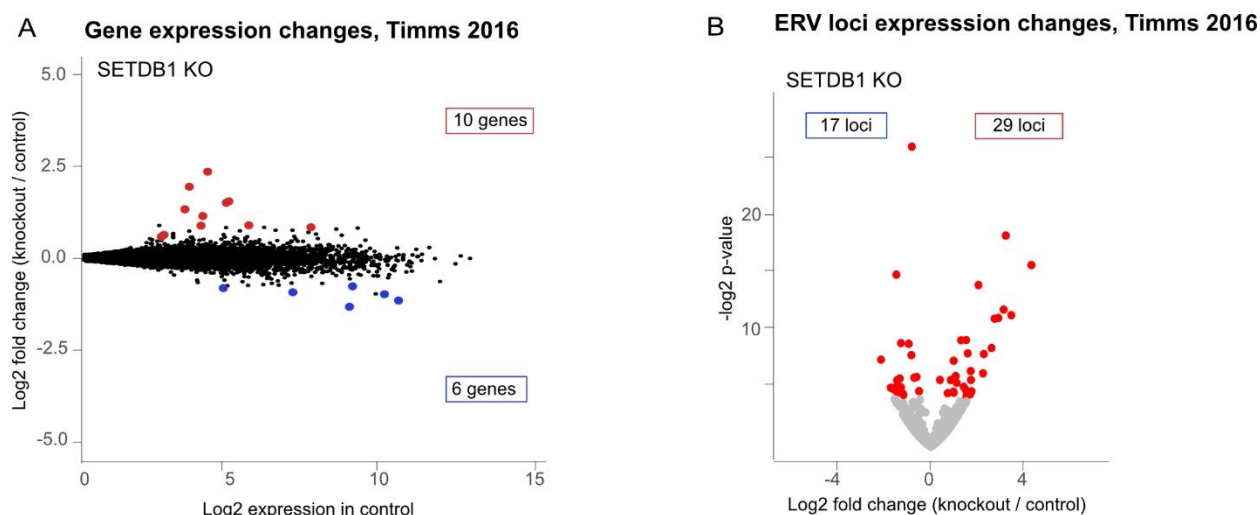 A
Gene expression changes, Timms 2016
SETDB1 KO
10 genes
6 genes
5.0
2.5
0.0
-2.5
-5.0
Log2 fold change (knockout / control)
0
5
10
15
Log2 expression in control
B
ERV loci expresssion changes, Timms 2016
SETDB1 KO
17 loci
29 loci
20
10
-log2 p-value
-4
0
4
Log2 fold change (knockout / control)